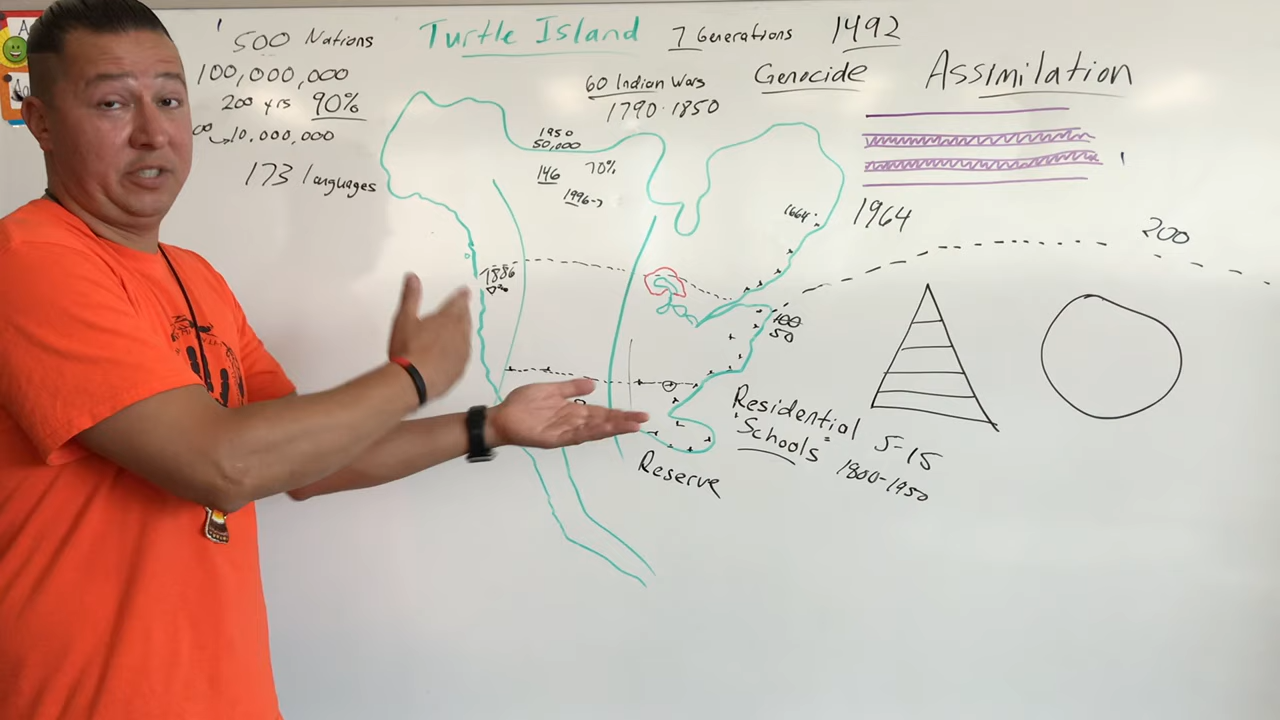 500 Nations
Turtle Island
7 Generations
1492
100,000,000
200 yrs 90%
10,000,000
173 languages
60 Indian Wars
1790-1850
Genocide
Assimilation
1950
50,000
146
70%
1996
1664
1964
200
1886
100
50
Residential
"Schools"
5-15
1800-1950
Reserve